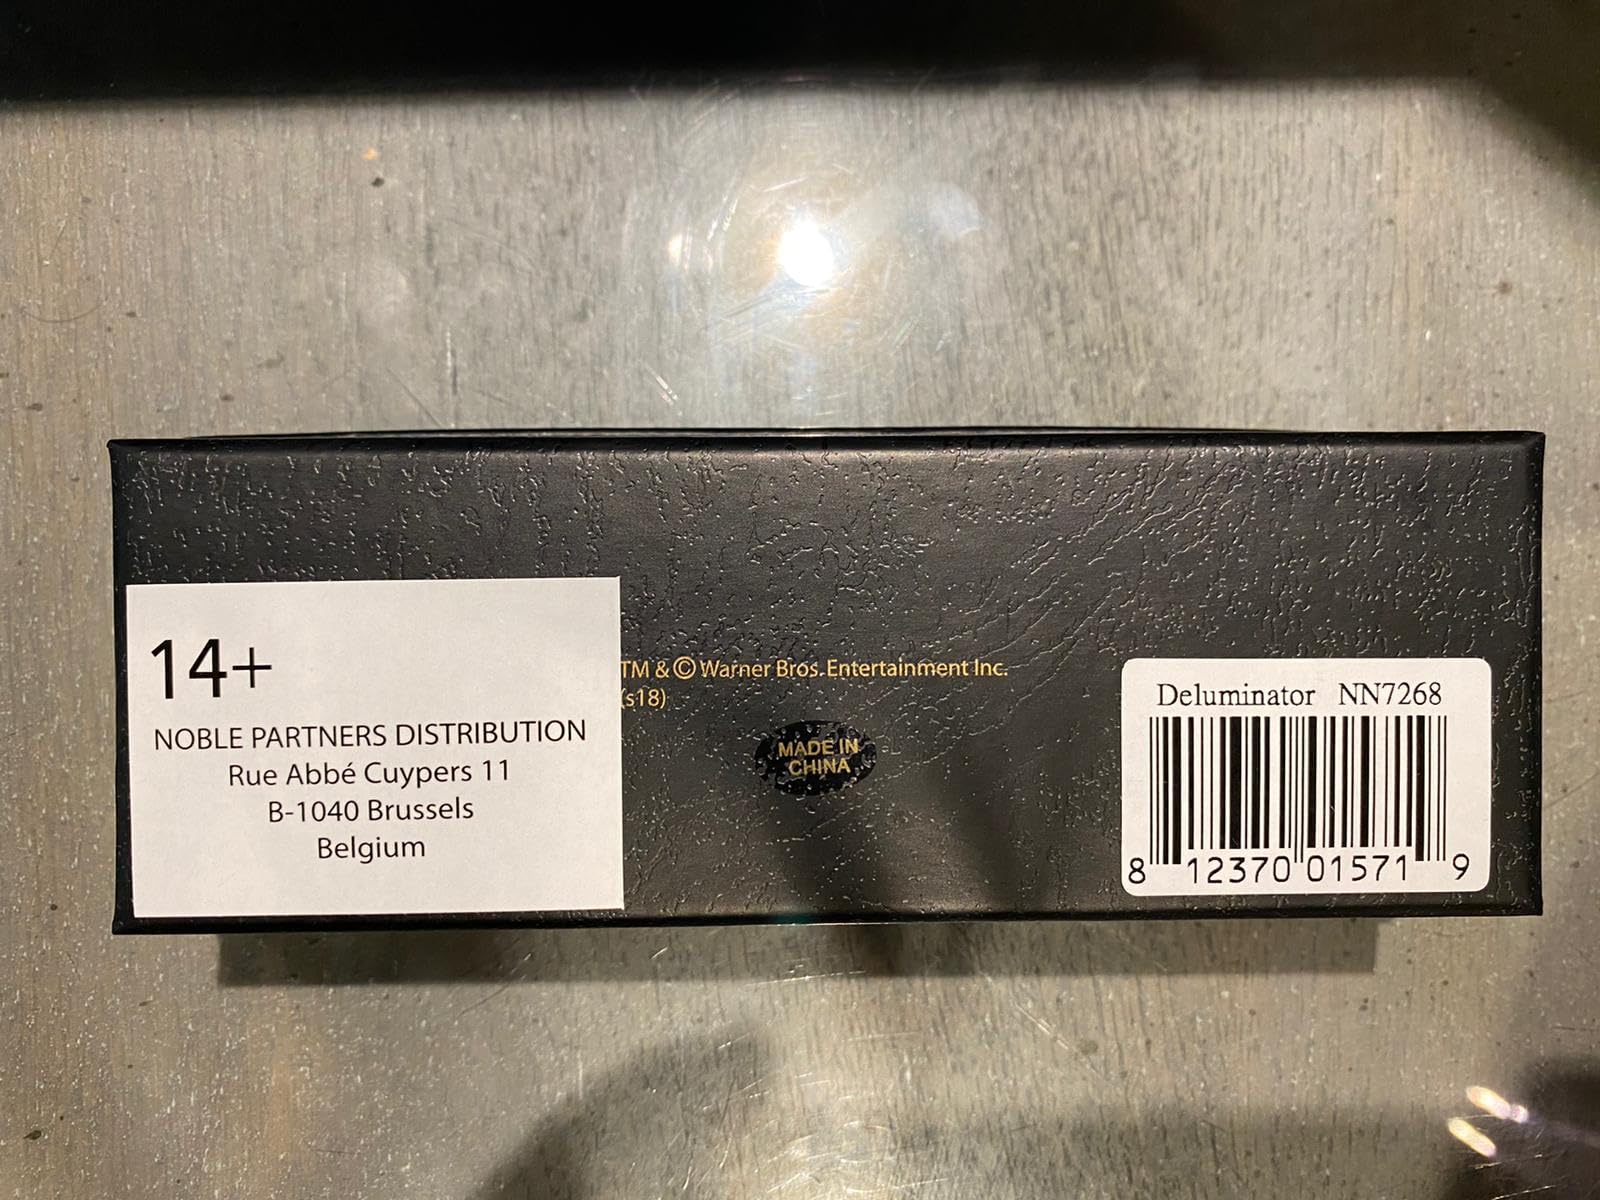 14+
NOBLE PARTNERS DISTRIBUTION
Rue Abbé Cuypers 11
B-1040 Brussels
Belgium
TM & © Warner Bros. Entertainment Inc.
(s18)
MADE IN
CHINA
Deluminator NN7268
8 12370 01571 9